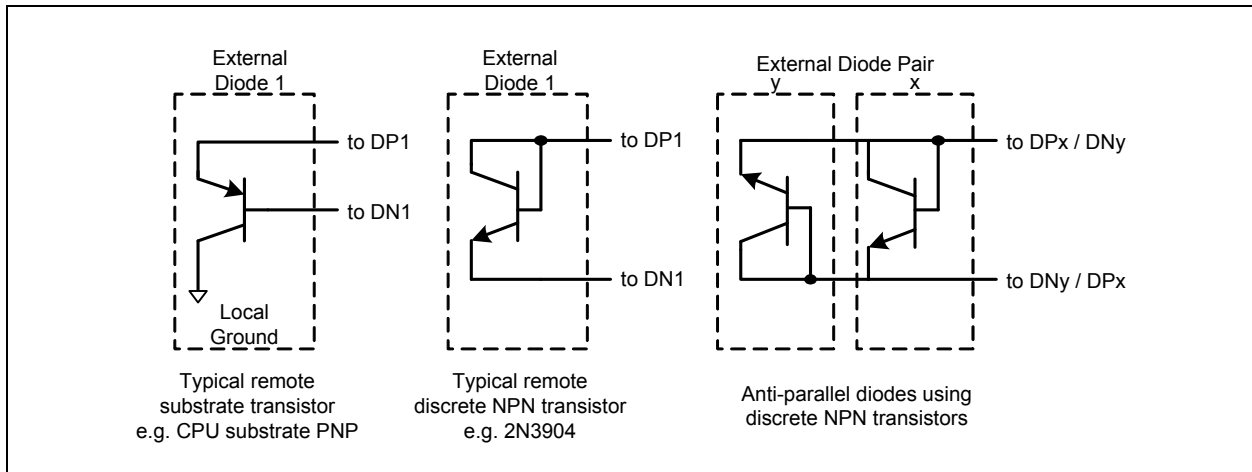 External
Diode 1
to DP1
to DN1
Local
Ground
Typical remote
substrate transistor
e.g. CPU substrate PNP
External
Diode 1
to DP1
to DN1
Typical remote
discrete NPN transistor
e.g. 2N3904
External Diode Pair
y x
to DPx / DNy
to DNy / DPx
Anti-parallel diodes using
discrete NPN transistors